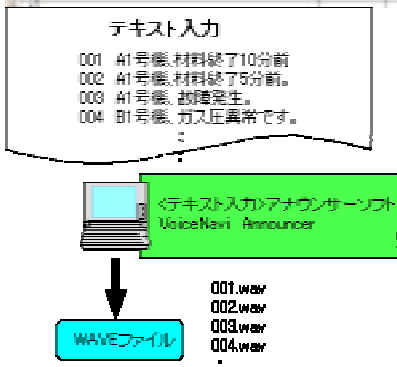 テキスト入力
001 A1号機、材料終了10分前
002 A1号機、材料終了5分前。
003 A1号機、故障発生。
004 B1号機、ガス圧異常です。
:
<テキスト入力>アナウンサーソフト
VoiceNavi Announcer
001.wav
002.wav
003.wav
004.wav
WAVEファイル